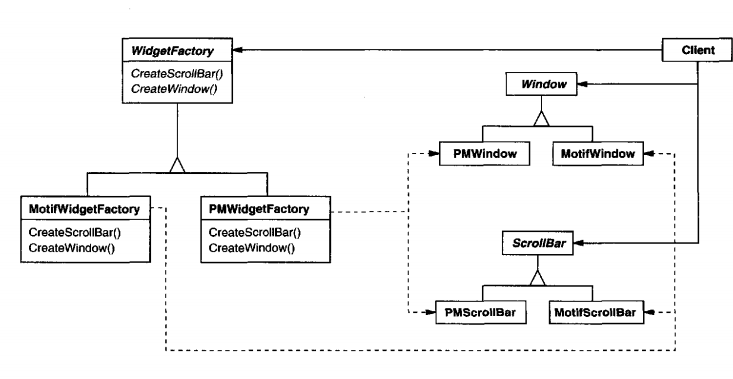 WidgetFactory
CreateScrollBar()
CreateWindow()
Client
Window
PMWindow
MotifWindow
MotifWidgetFactory
CreateScrollBar()
CreateWindow()
PMWidgetFactory
CreateScrollBar()
CreateWindow()
ScrollBar
PMScrollBar
MotifScrollBar